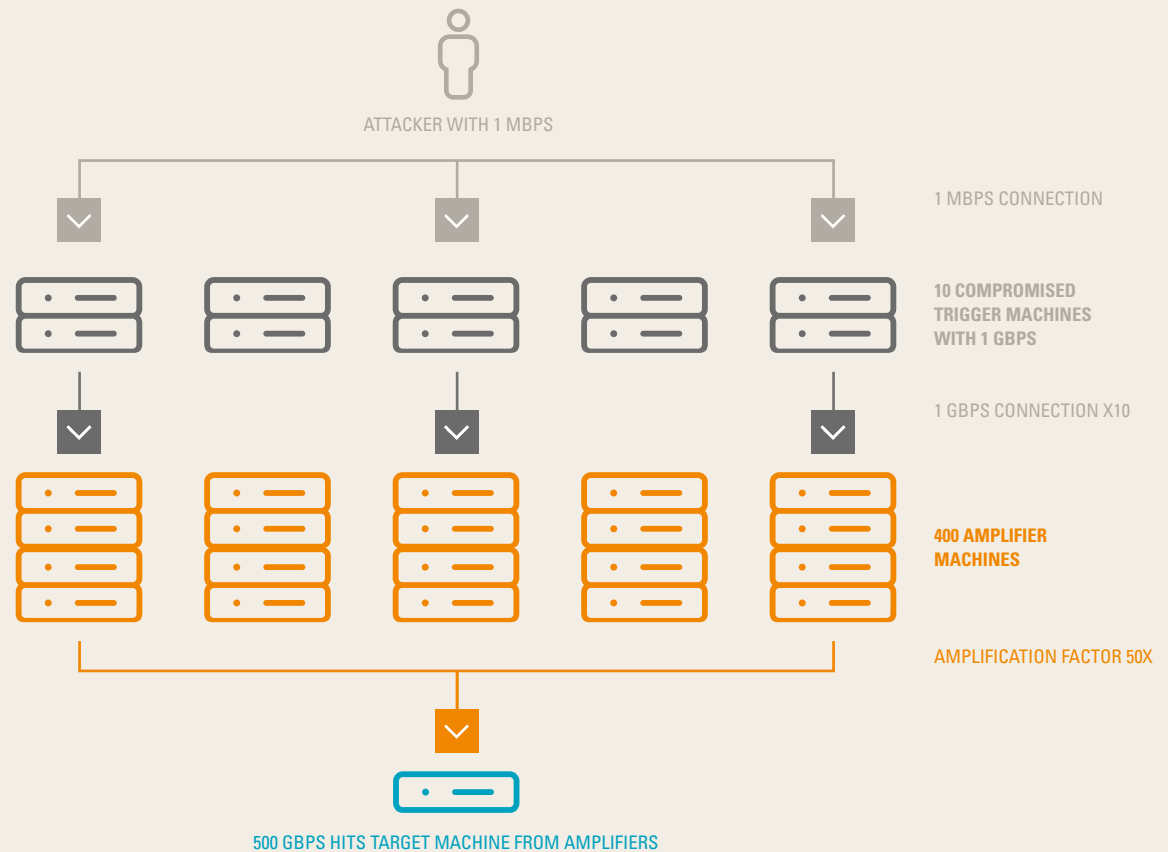 ATTACKER WITH 1 MBPS
1 MBPS CONNECTION
10 COMPROMISED
TRIGGER MACHINES
WITH 1 GBPS
1 GBPS CONNECTION X10
400 AMPLIFIER
MACHINES
AMPLIFICATION FACTOR 50X
500 GBPS HITS TARGET MACHINE FROM AMPLIFIERS